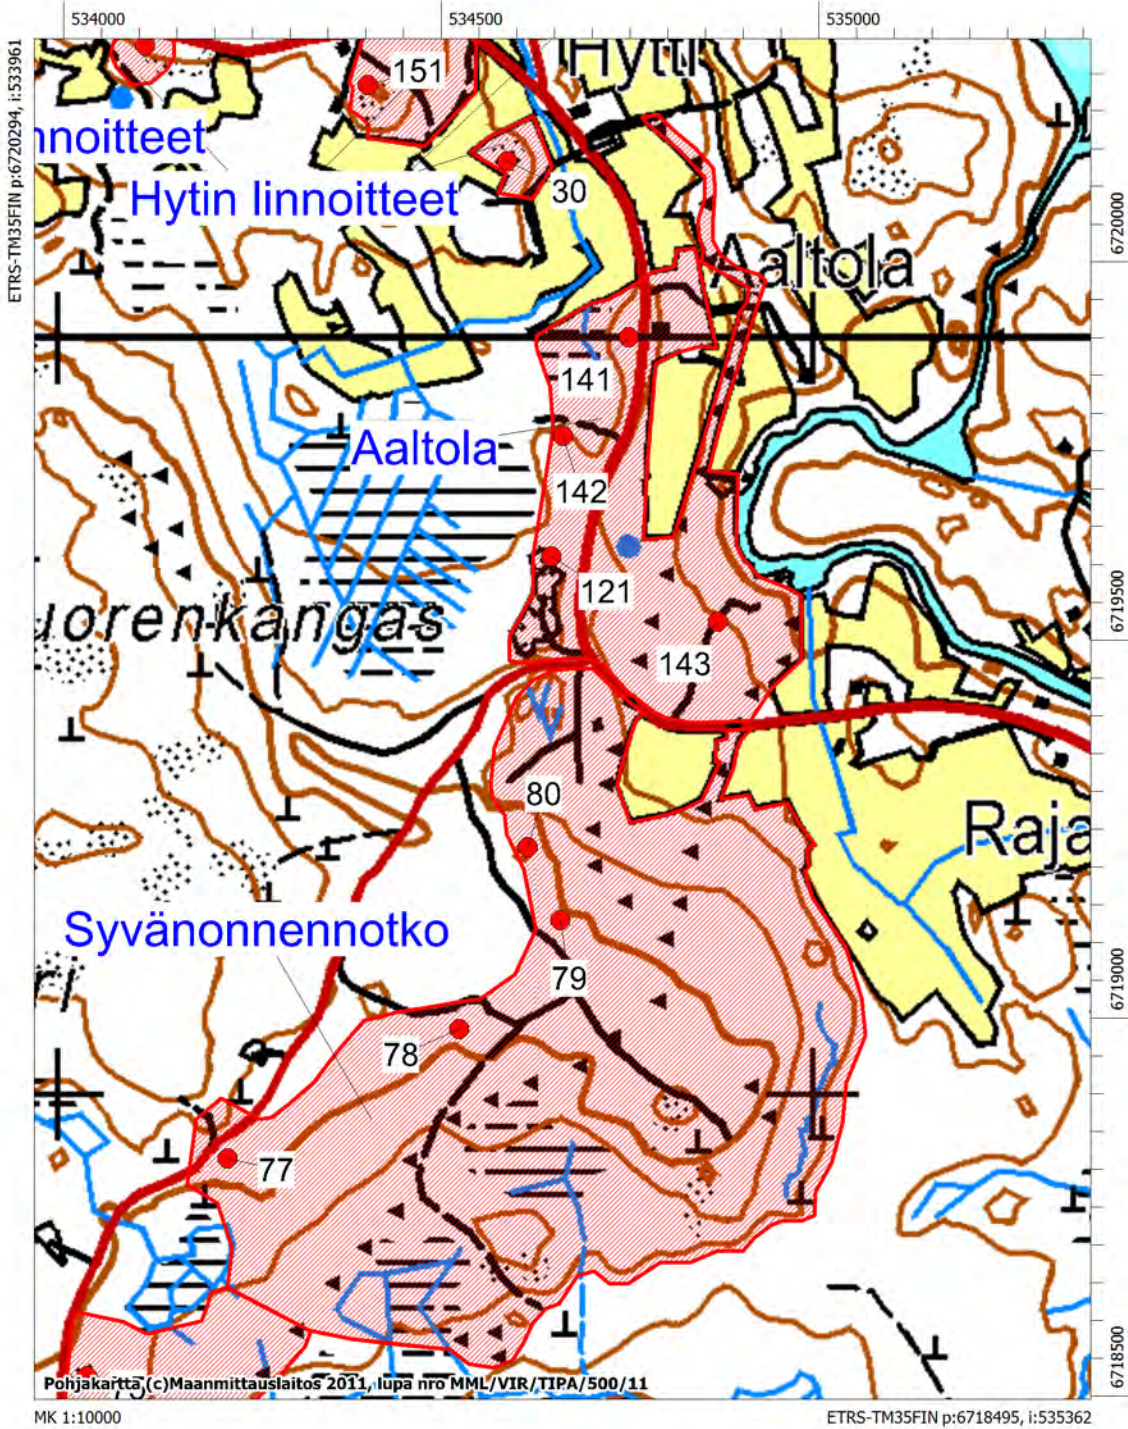 534000
534500
535000
ETRS-TM35FIN p:6720294, i:533961
151
Hytti
nnoitteet
Hytin linnoitteet
30
6720000
Aaltola
141
Aaltola
142
121
6719500
uorenkangas
143
80
Raja
Syvänonnennotko
79
6719000
78
77
6718500
Pohjakartta (c)Maanmittauslaitos 2011, lupa nro MML/VIR/TIPA/500/11
MK 1:10000
ETRS-TM35FIN p:6718495, i:535362